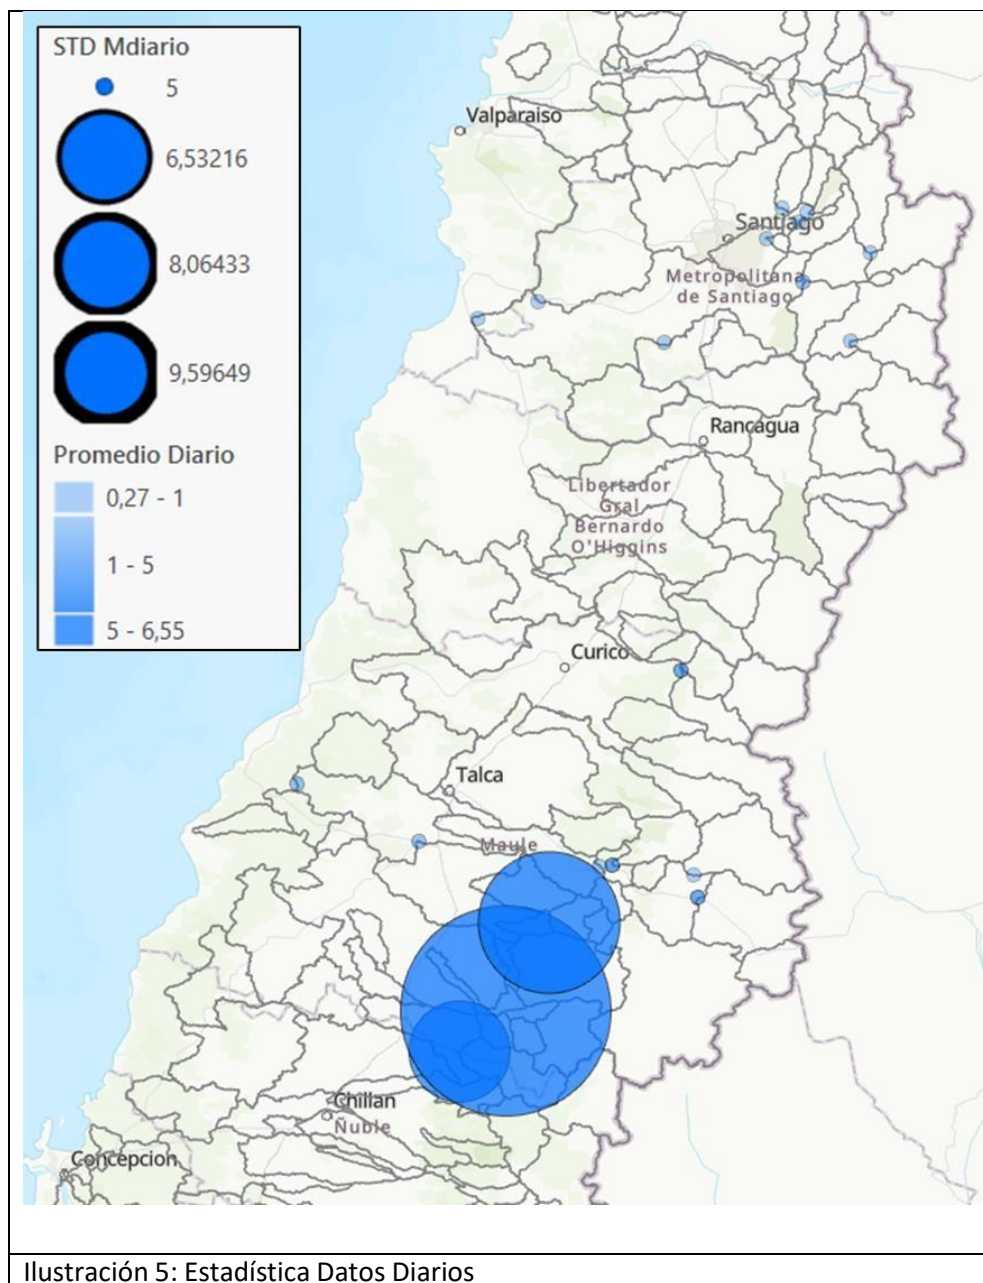 STD Mdiario
5
6,53216
8,06433
9,59649
Promedio Diario
0,27 - 1
1 - 5
5 - 6,55
Valparaiso
Santiago
Metropolitana
de Santiago
Rancagua
Libertador
Gral
Bernardo
O'Higgins
Curico
Talca
Maule
Chillan
Ñuble
Concepcion
Ilustración 5: Estadística Datos Diarios